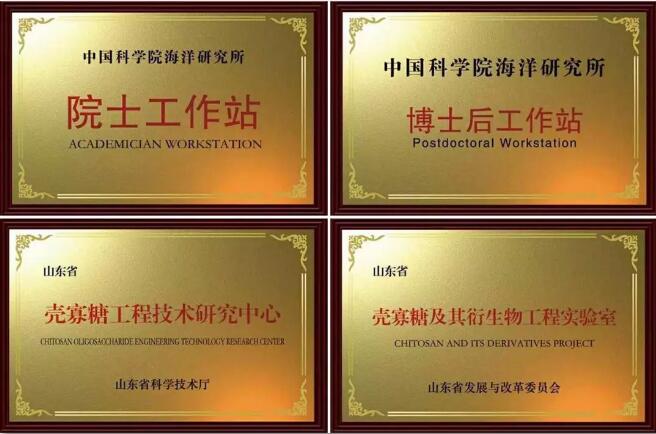 中国科学院海洋研究所
院士工作站
ACADEMICIAN WORKSTATION
中国科学院海洋研究所
博士后工作站
Postdoctoral Workstation
山东省
壳寡糖工程技术研究中心
CHITOSAN OLIGOSACCHARIDE ENGINEERING TECHNOLOGY RESEARCH CENTER
山东省科学技术厅
山东省
壳寡糖及其衍生物工程实验室
CHITOSAN AND ITS DERIVATIVES PROJECT
山东省发展与改革委员会